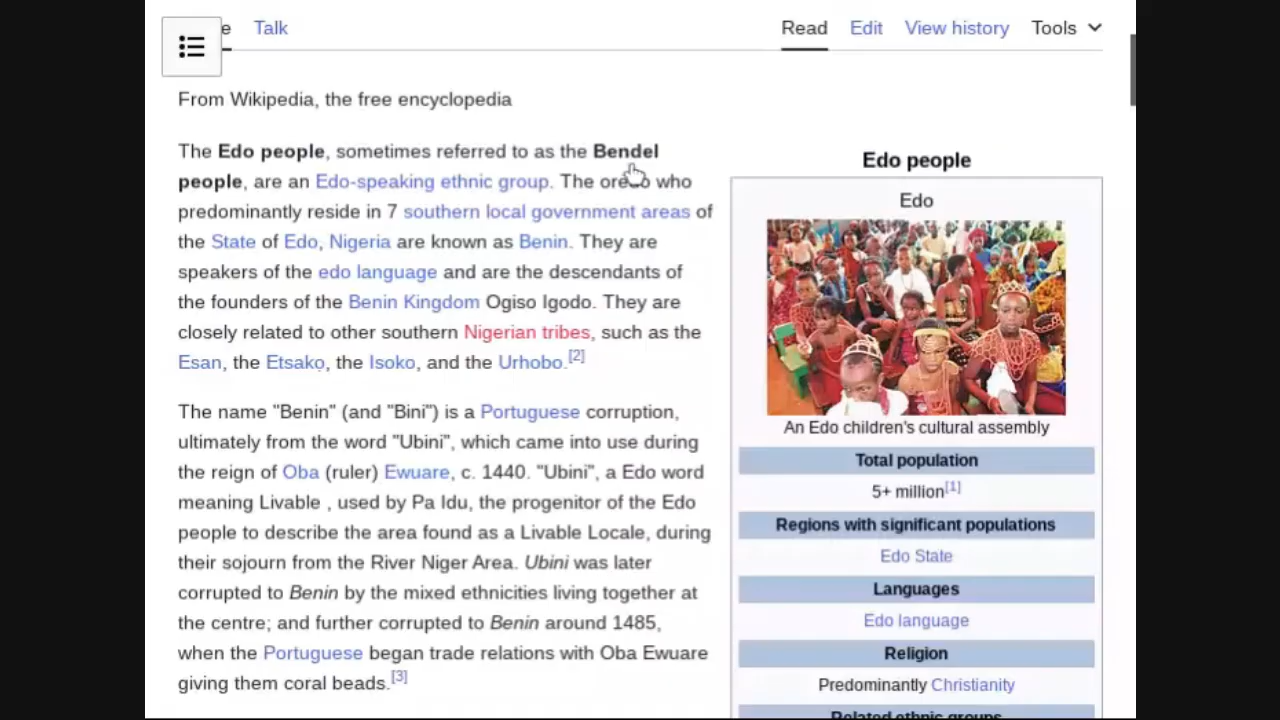 e Talk Read Edit View history Tools
From Wikipedia, the free encyclopedia
The Edo people, sometimes referred to as the Bendel
people, are an Edo-speaking ethnic group. The who
predominantly reside in 7 southern local government areas of
the State of Edo, Nigeria are known as Benin. They are
speakers of the edo language and are the descendants of
the founders of the Benin Kingdom Ogiso Igodo. They are
closely related to other southern Nigerian tribes, such as the
Esan, the Etsakọ, the Isoko, and the Urhobo.[2]
The name "Benin" (and "Bini") is a Portuguese corruption,
ultimately from the word "Ubini", which came into use during
the reign of Oba (ruler) Ewuare, c. 1440. "Ubini", a Edo word
meaning Livable , used by Pa Idu, the progenitor of the Edo
people to describe the area found as a Livable Locale, during
their sojourn from the River Niger Area. Ubini was later
corrupted to Benin by the mixed ethnicities living together at
the centre; and further corrupted to Benin around 1485,
when the Portuguese began trade relations with Oba Ewuare
giving them coral beads.[3]
Edo people
Edo
An Edo children's cultural assembly
Total population
5+ million[1]
Regions with significant populations
Edo State
Languages
Edo language
Religion
Predominantly Christianity
Related ethnic groups